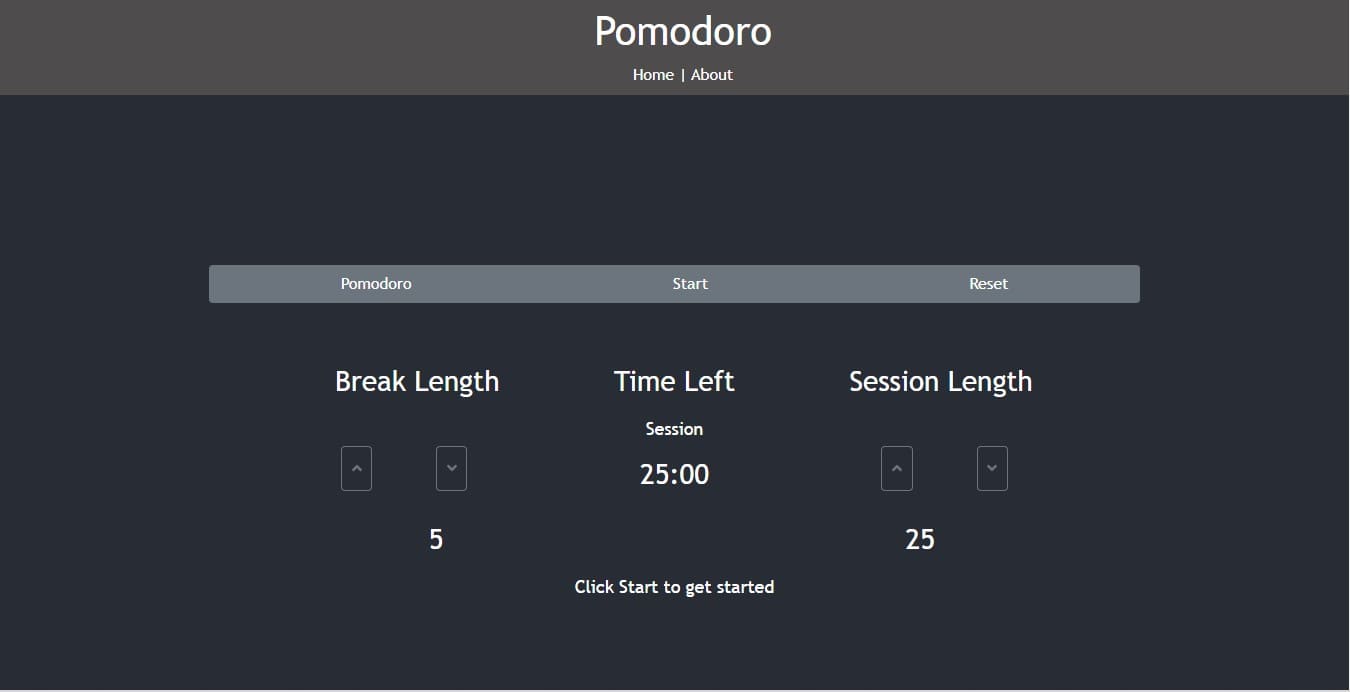 Pomodoro
Home | About
Pomodoro Start Reset
Break Length Time Left Session Length
Session
25:00
5 25
Click Start to get started